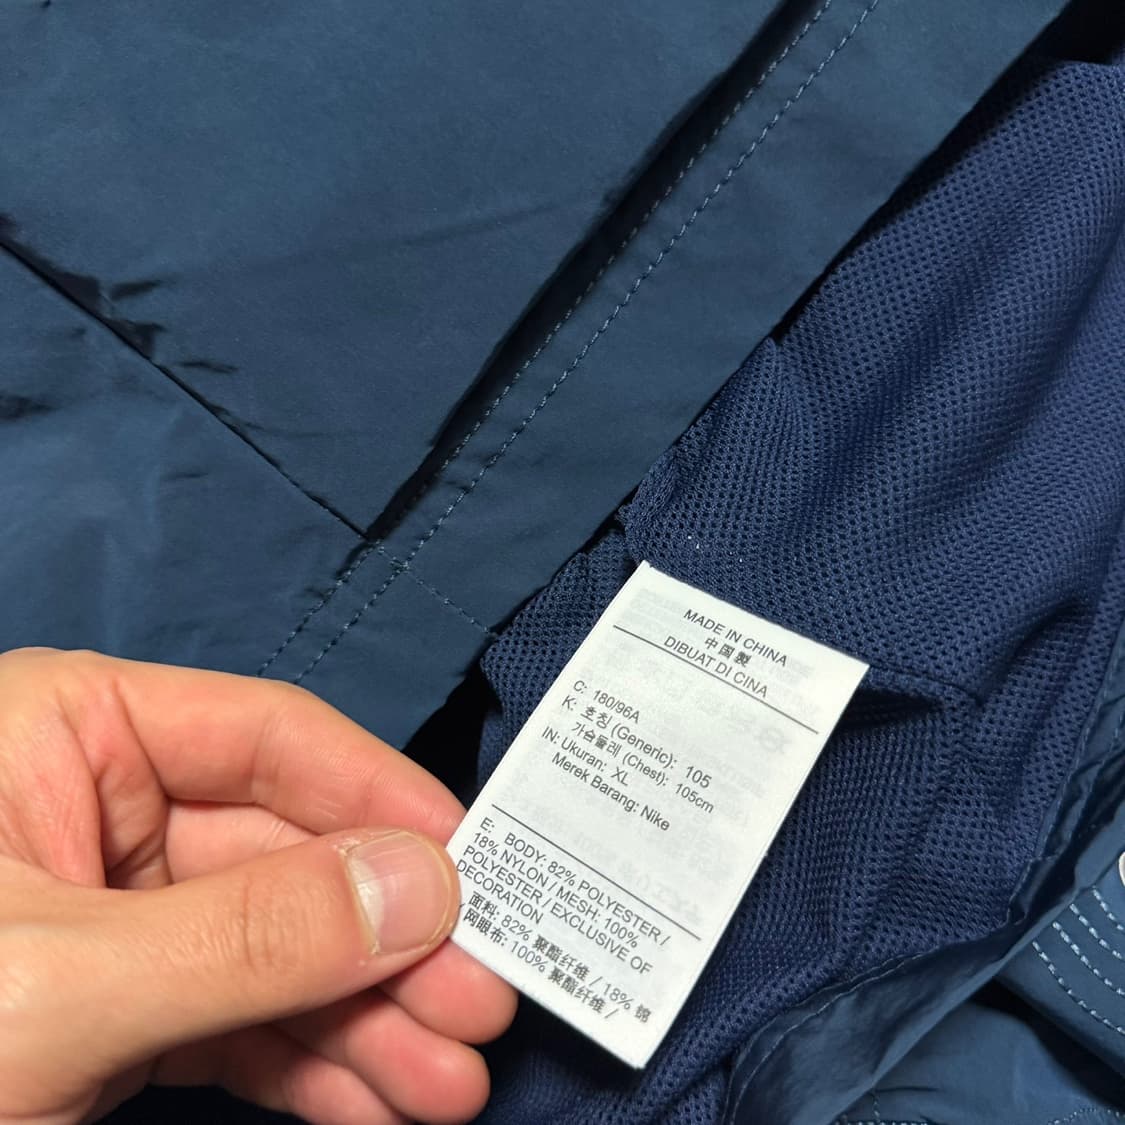 MADE IN CHINA
中国製
DIBUAT DI CINA
C: 180/96A
K: 호칭 (Generic): 105
가슴둘레 (Chest): 105cm
IN: Ukuran: XL
Merek Barang: Nike
E: BODY: 82% POLYESTER /
18% NYLON / MESH: 100%
POLYESTER / EXCLUSIVE OF
DECORATION
面料: 82% 聚酯纤维 / 18% 锦
/ 网眼布: 100% 聚酯纤维 /